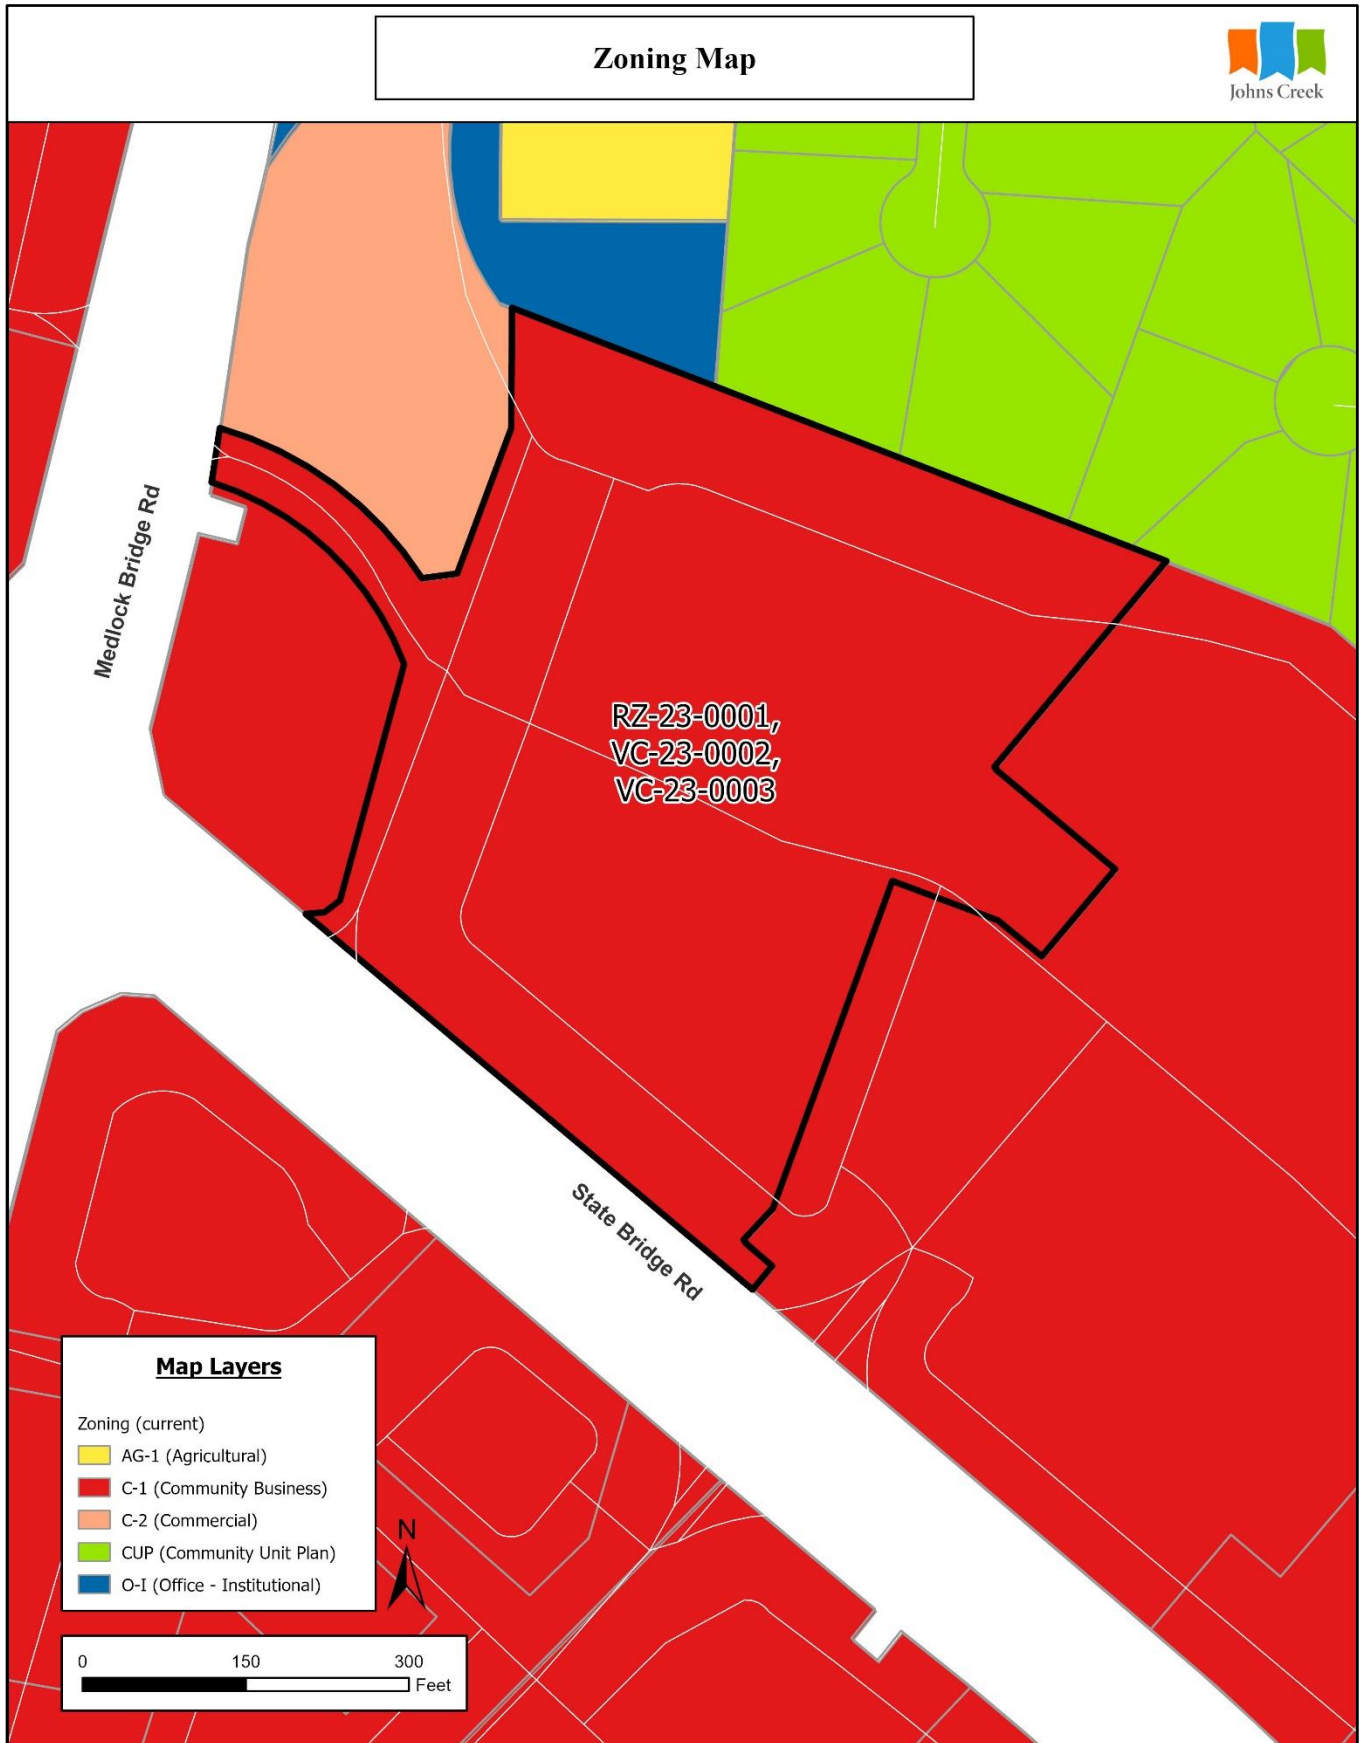 Zoning Map
Johns Creek
Medlock Bridge Rd
RZ-23-0001,
VC-23-0002,
VC-23-0003
State Bridge Rd
Map Layers
Zoning (current)
AG-1 (Agricultural)
C-1 (Community Business)
C-2 (Commercial)
CUP (Community Unit Plan)
O-I (Office - Institutional)
N
0 150 300
Feet